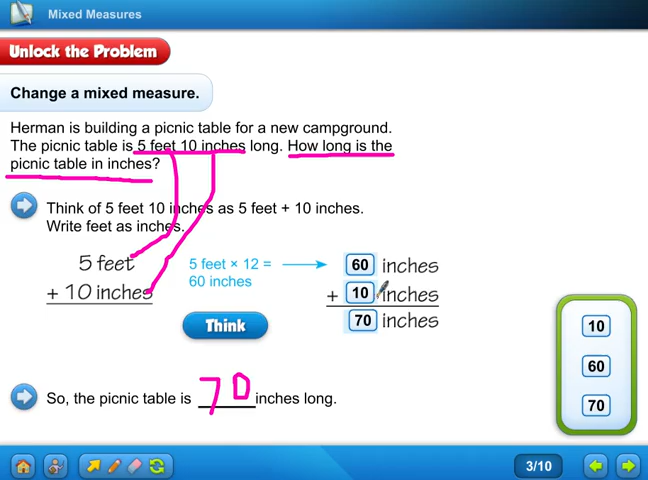 Mixed Measures
Unlock the Problem
Change a mixed measure.
Herman is building a picnic table for a new campground.
The picnic table is 5 feet 10 inches long. How long is the
picnic table in inches?
Think of 5 feet 10 inches as 5 feet + 10 inches.
Write feet as inches.
5 feet
+ 10 inches
5 feet × 12 =
60 inches
Think
60 inches
+ 10 inches
70 inches
10
60
70
So, the picnic table is 70 inches long.
3/10